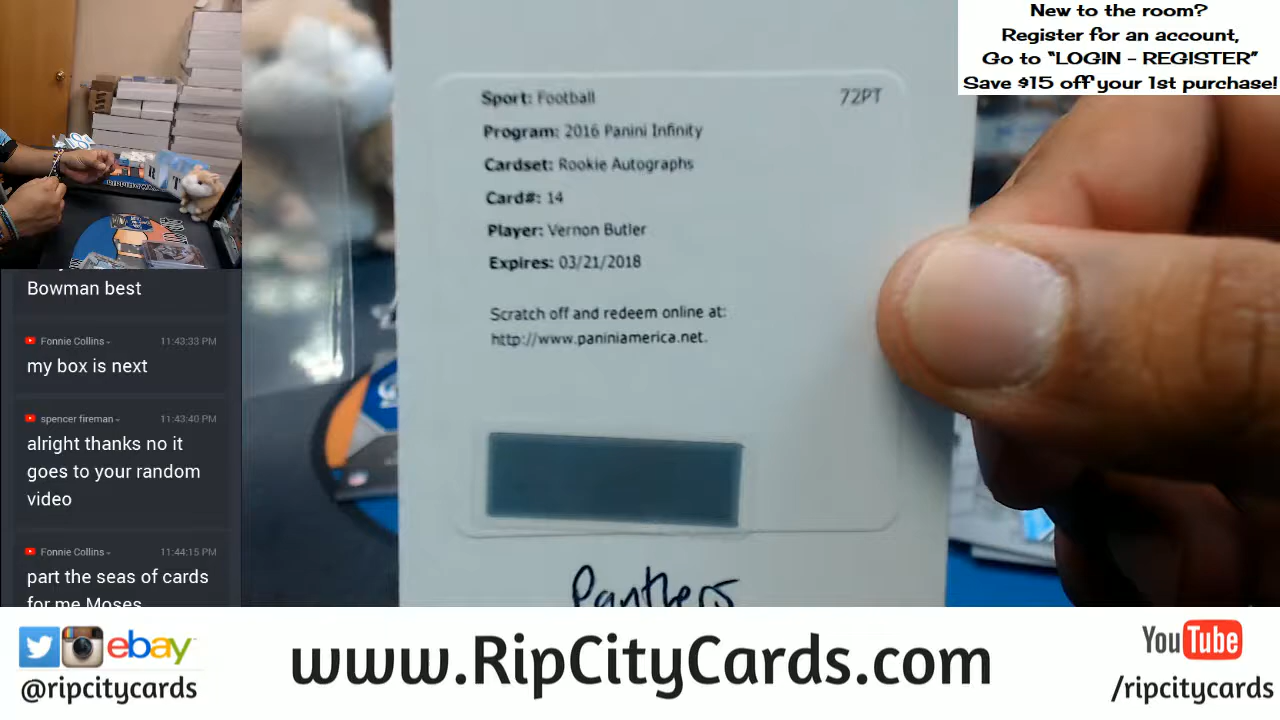 New to the room?
Register for an account,
Go to "LOGIN - REGISTER"
Save $15 off your 1st purchase!
Sport: Football
72PT
Program: 2016 Panini Infinity
Cardset: Rookie Autographs
Card#: 14
Player: Vernon Butler
Expires: 03/21/2018
Scratch off and redeem online at:
http://www.paniniamerica.net.
Panthers
Bowman best
Fonnie Collins
11:43:33 PM
my box is next
spencer fireman
11:43:40 PM
alright thanks no it
goes to your random
video
Fonnie Collins
11:44:15 PM
part the seas of cards
for me Moses
ebay
@ripcitycards
www.RipCityCards.com
YouTube
/ripcitycards